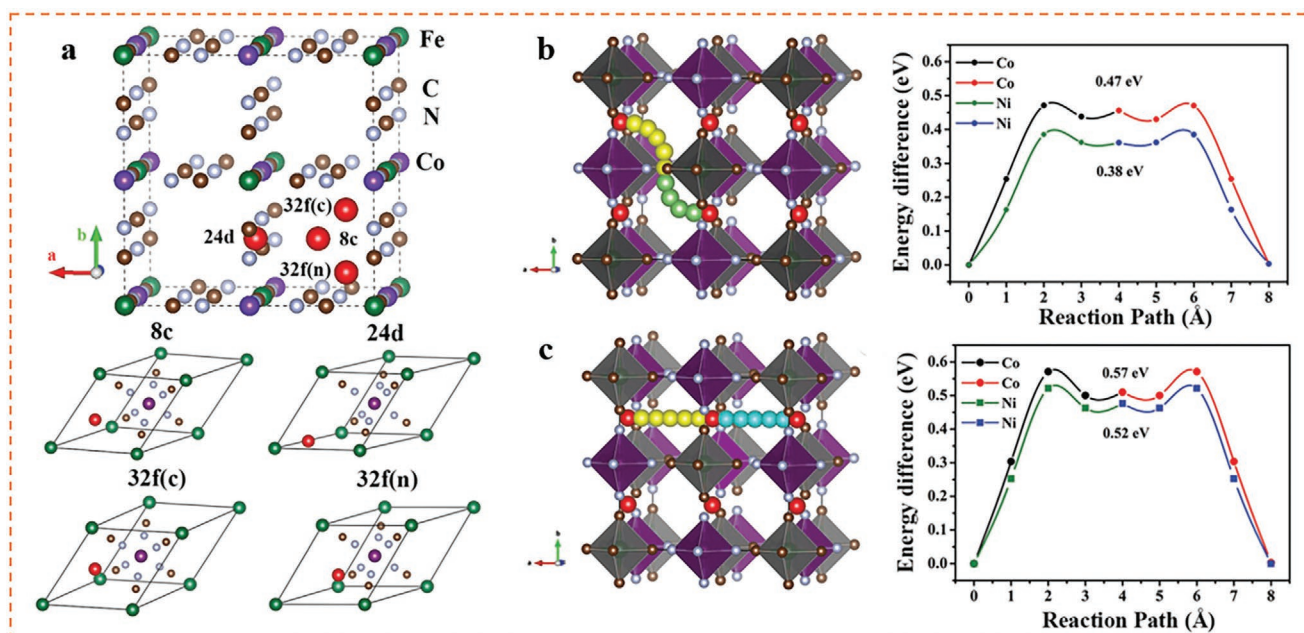 a
Fe
C
N
Co
32f(c)
24d
8c
32f(n)
b
a
8c
24d
32f(c)
32f(n)
b
b
a
Energy difference (eV)
0.6
0.5
0.4
0.3
0.2
0.1
0.0
Co
Co
Ni
Ni
0.47 eV
0.38 eV
0 1 2 3 4 5 6 7 8
Reaction Path (Å)
c
b
a
Energy difference (eV)
0.6
0.5
0.4
0.3
0.2
0.1
0.0
Co
Co
Ni
Ni
0.57 eV
0.52 eV
0 1 2 3 4 5 6 7 8
Reaction Path (Å)